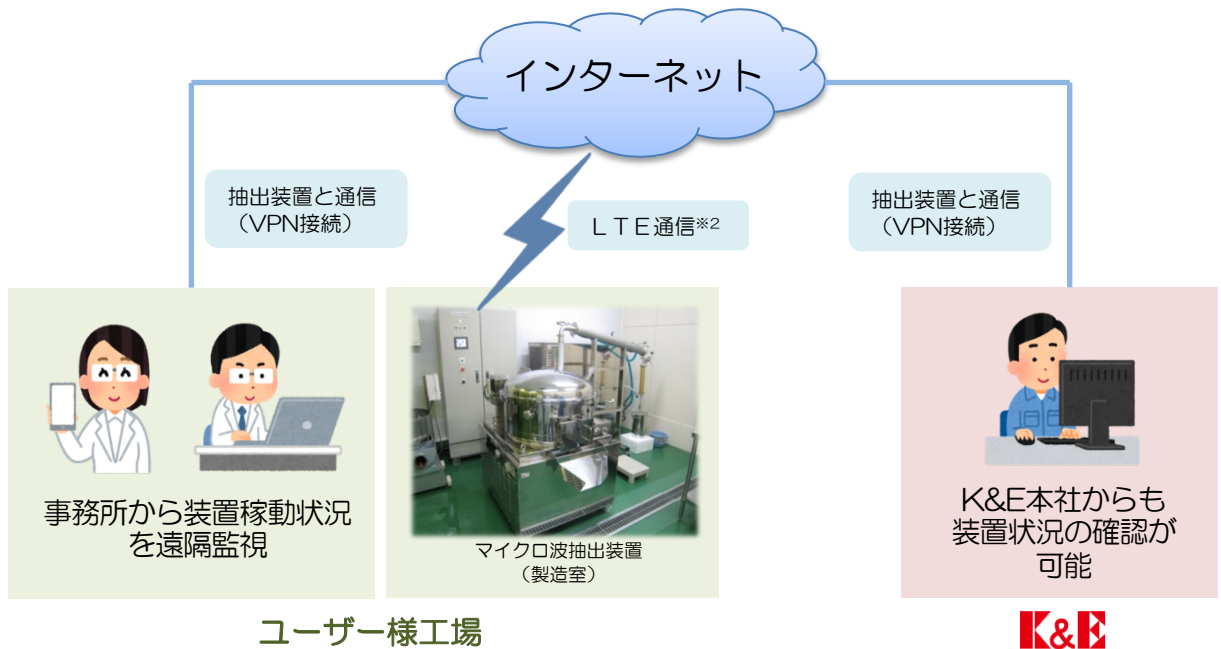 インターネット
抽出装置と通信
（VPN接続）
ＬＴＥ通信※2
抽出装置と通信
（VPN接続）
事務所から装置稼動状況
を遠隔監視
マイクロ波抽出装置
（製造室）
K&E本社からも
装置状況の確認が
可能
ユーザー様工場
K&E